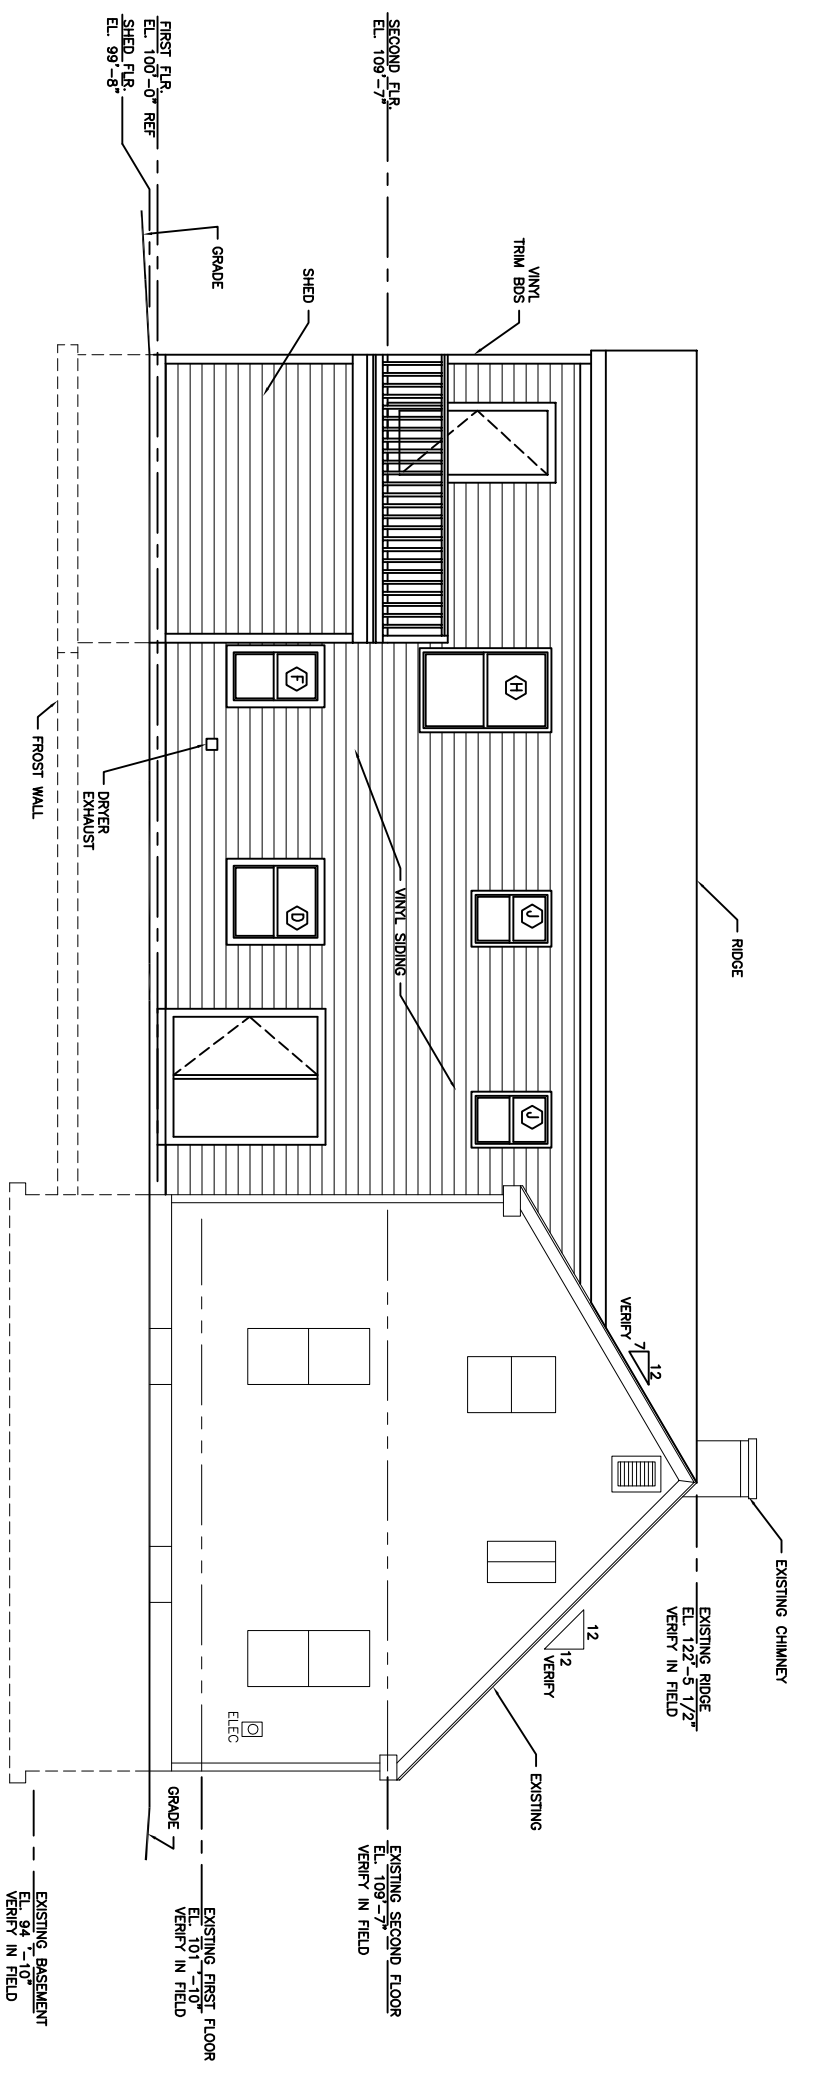 EXISTING CHIMNEY
RIDGE
EXISTING RIDGE
EL. 122'-5 1/2"
VERIFY IN FIELD
12
7
VERIFY
12
12
VERIFY
EXISTING
VINYL
TRIM BDS
H
J
J
SECOND FLR.
EL. 109'-7"
VINYL SIDING
EXISTING SECOND FLOOR
EL. 109'-7"
VERIFY IN FIELD
SHED
F
D
ELEC
GRADE
FIRST FLR.
EL. 100'-0" REF
SHED FLR.
EL. 99'-8"
EXISTING FIRST FLOOR
EL. 101'-10"
VERIFY IN FIELD
GRADE
DRYER
EXHAUST
FROST WALL
EXISTING BASEMENT
EL. 94'-10"
VERIFY IN FIELD